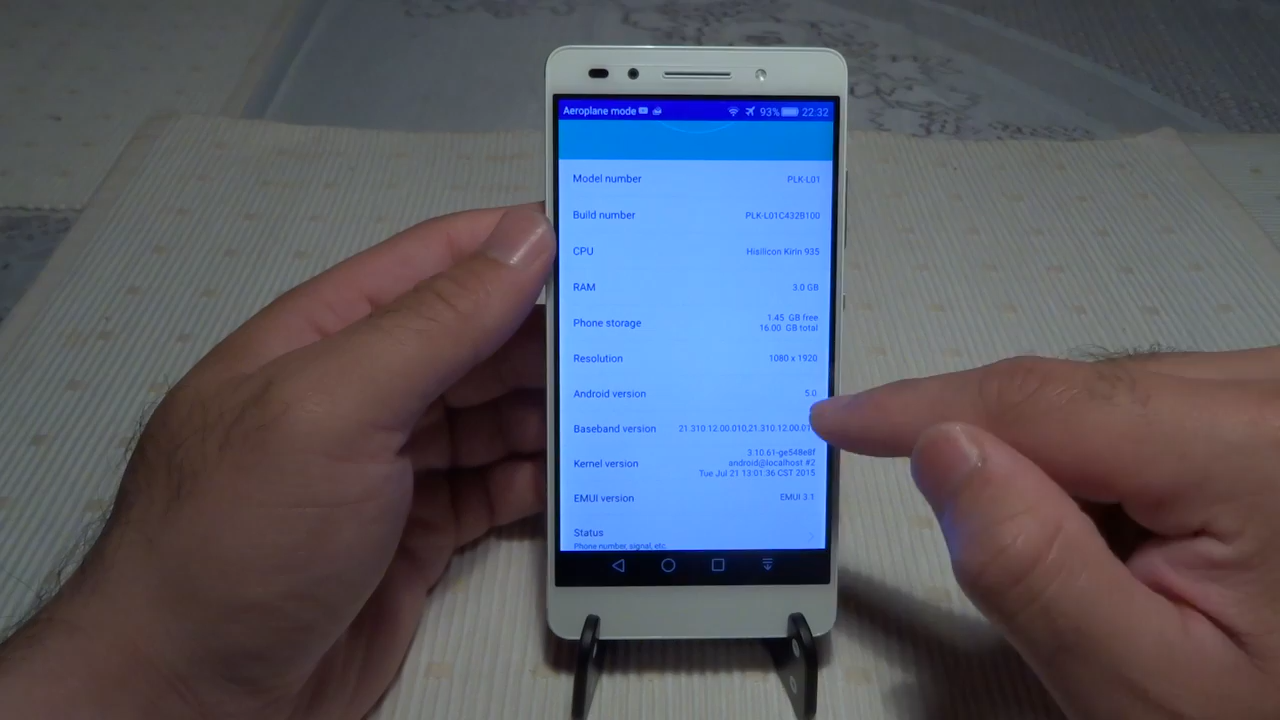 Aeroplane mode 93% 22:32
Model number PLK-L01
Build number PLK-L01C432B100
CPU Hisilicon Kirin 935
RAM 3.0 GB
Phone storage 1.45 GB free
16.00 GB total
Resolution 1080 x 1920
Android version 5.0
Baseband version 21.310.12.00.010,21.310.12.00.01
Kernel version 3.10.61-ge548e8f
android@localhost #2
Tue Jul 21 13:01:36 CST 2015
EMUI version EMUI 3.1
Status
Phone number, signal, etc.